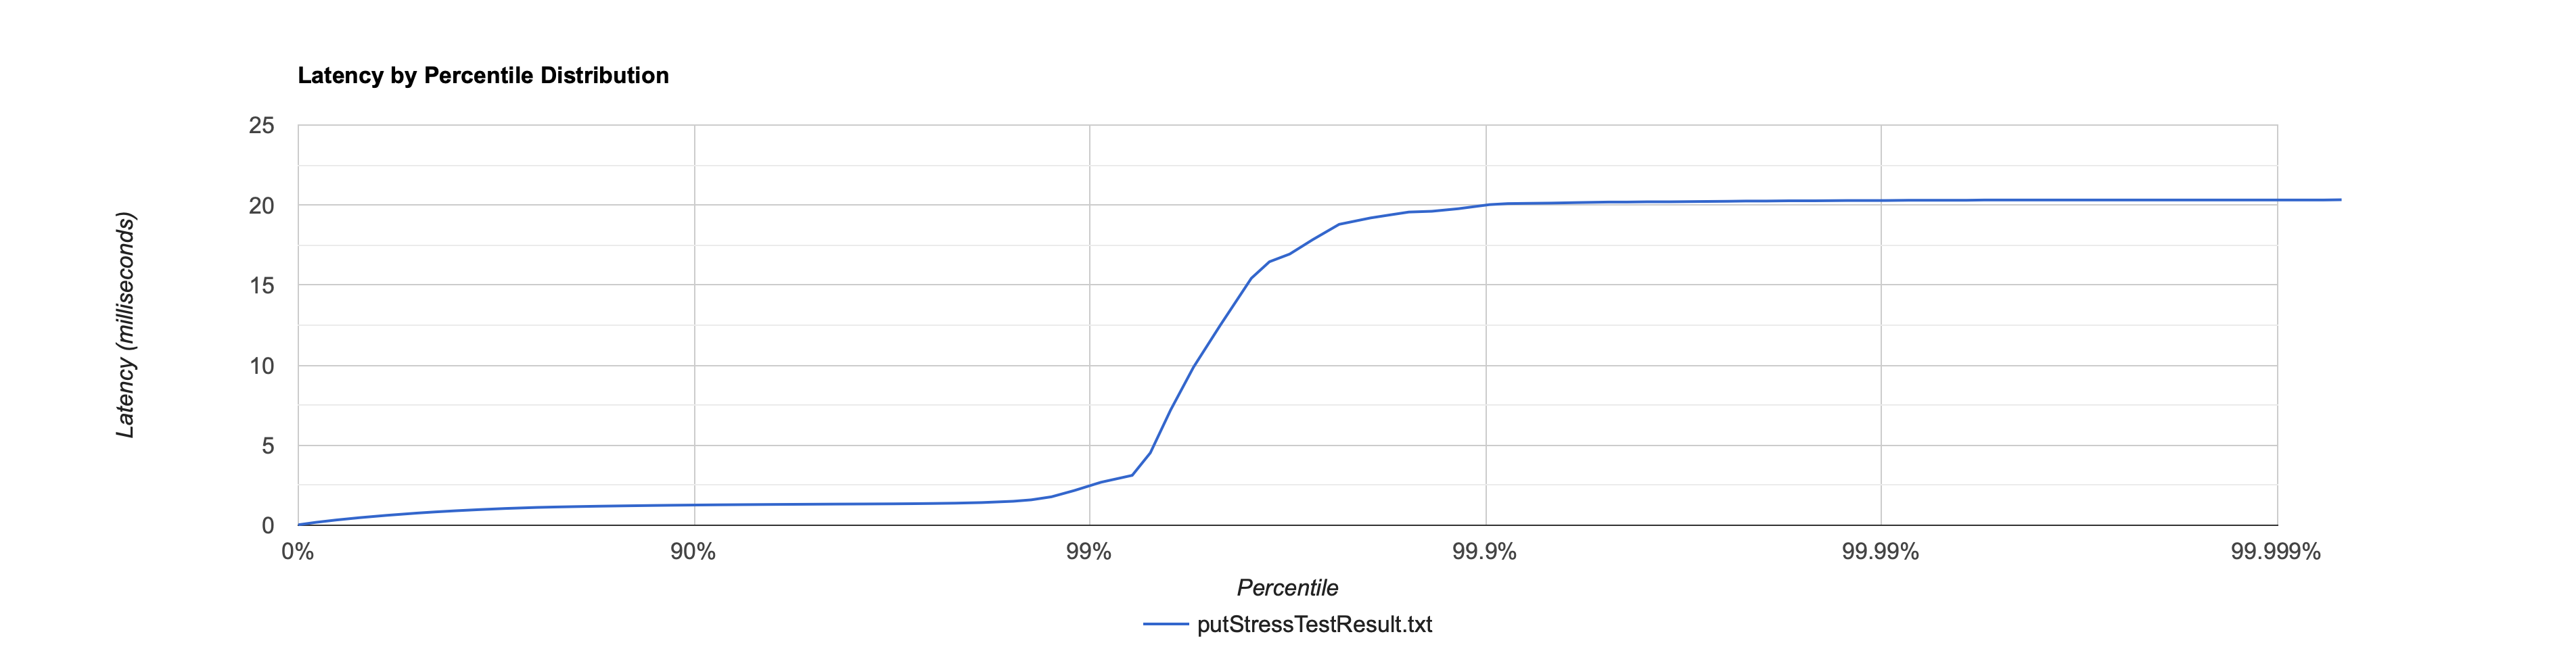 Latency by Percentile Distribution
Latency (milliseconds)
25
20
15
10
5
0
0% 90% 99% 99.9% 99.99% 99.999%
Percentile
putStressTestResult.txt